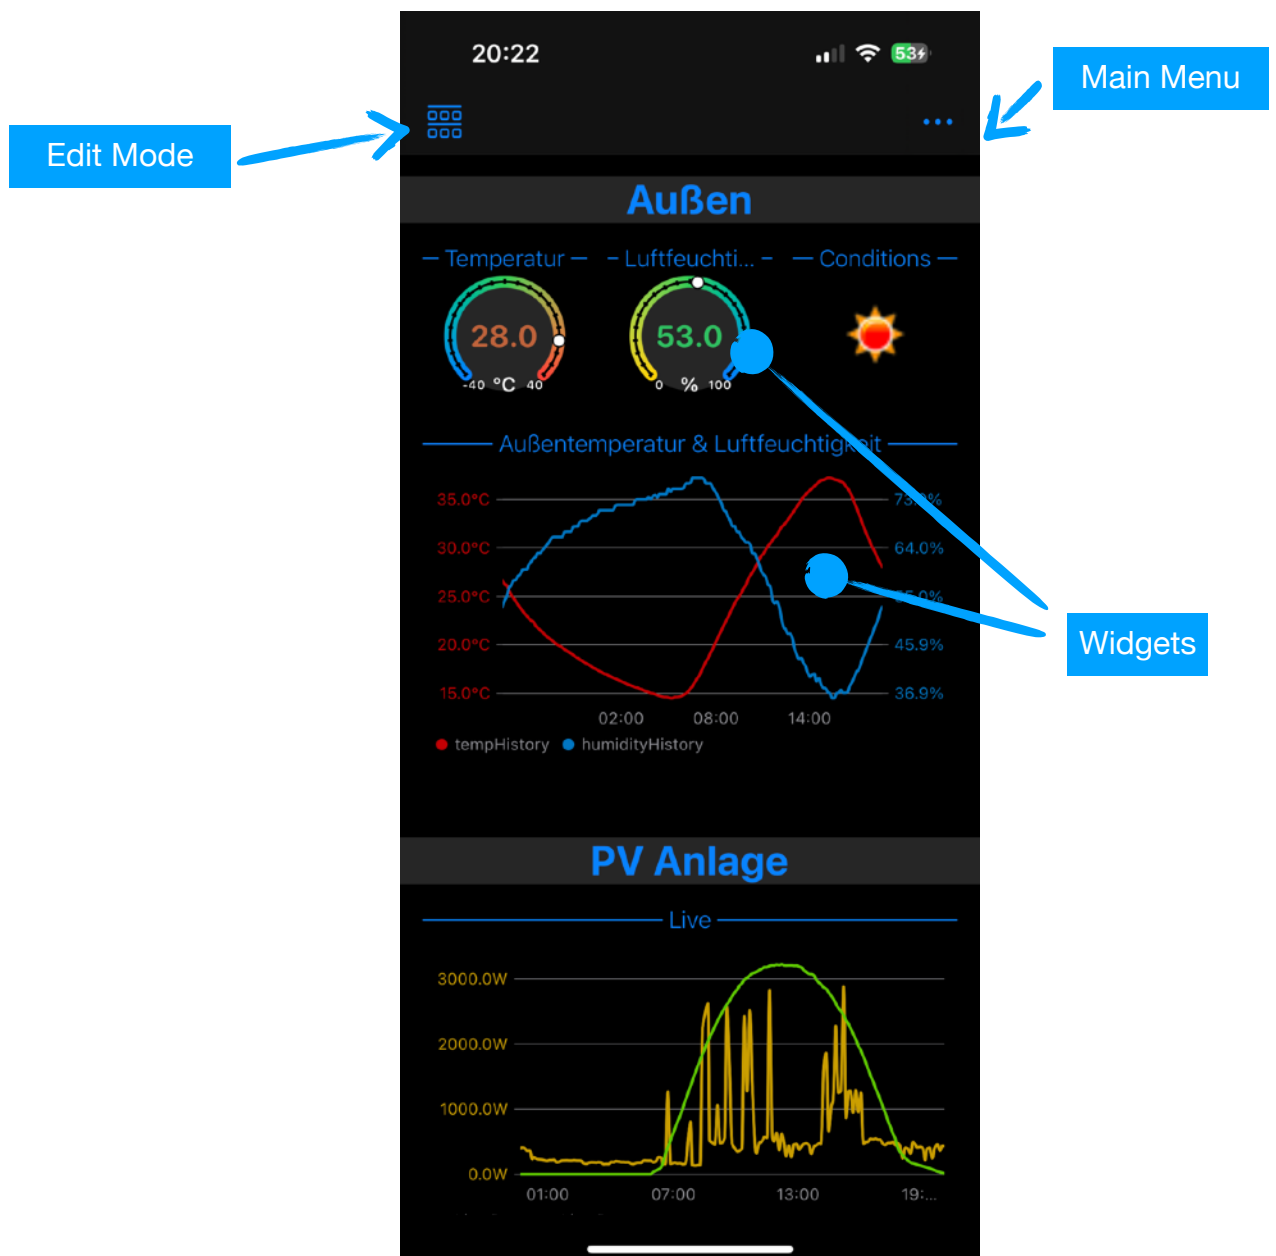 20:22
53
Main Menu
Edit Mode
Außen
Temperatur
Luftfeuchti...
Conditions
28.0
53.0
-40 °C 40
0 % 100
Außentemperatur & Luftfeuchtigkeit
35.0°C
30.0°C
64.0%
25.0°C
20.0°C
45.9%
15.0°C
36.9%
Widgets
02:00 08:00 14:00
tempHistory humidityHistory
PV Anlage
Live
3000.0W
2000.0W
1000.0W
0.0W
01:00 07:00 13:00 19:...